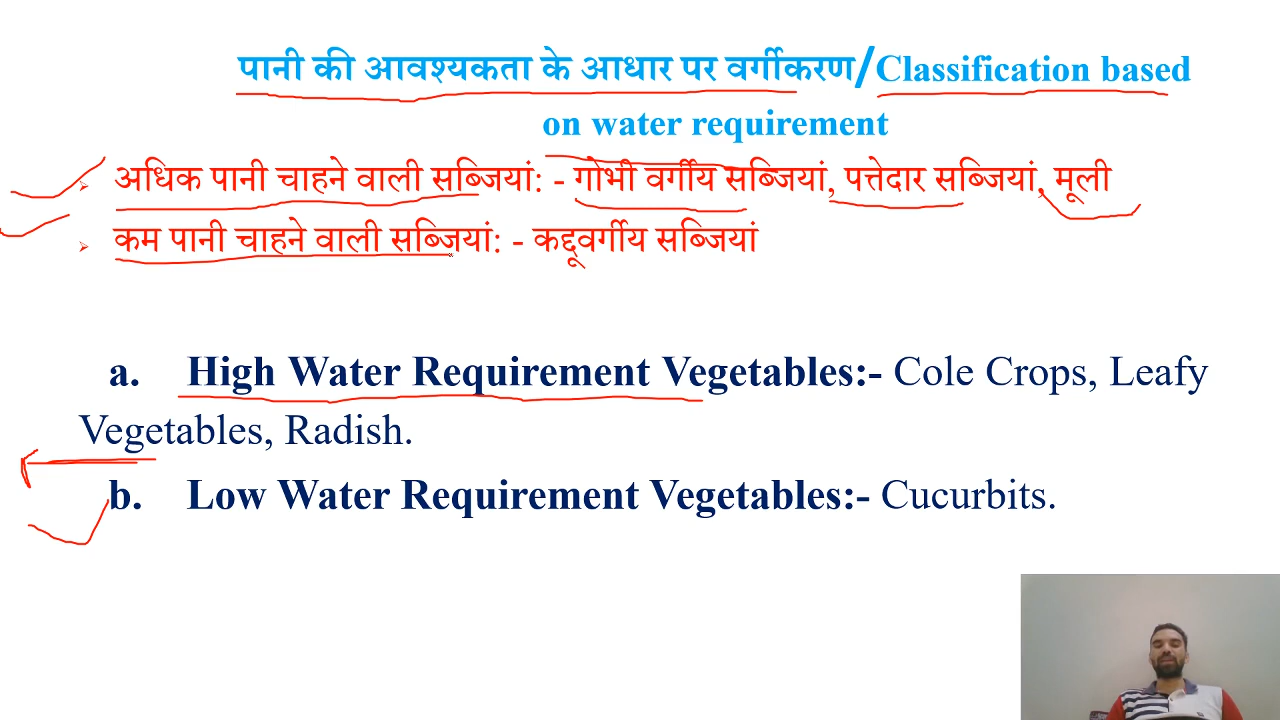 पानी की आवश्यकता के आधार पर वर्गीकरण/Classification based
on water requirement
➢ अधिक पानी चाहने वाली सब्जियां: - गोभी वर्गीय सब्जियां, पत्तेदार सब्जियां, मूली
➢ कम पानी चाहने वाली सब्जियां: - कद्दूवर्गीय सब्जियां
a. High Water Requirement Vegetables:- Cole Crops, Leafy
Vegetables, Radish.
b. Low Water Requirement Vegetables:- Cucurbits.